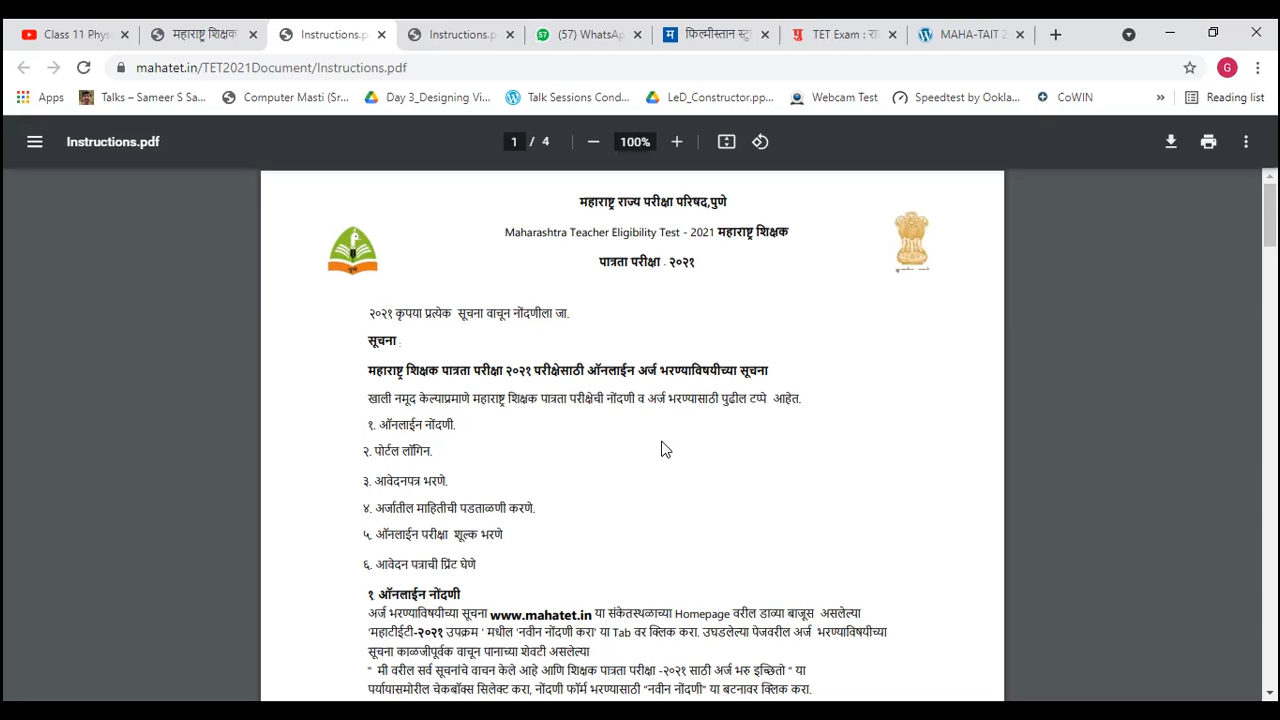 Class 11 Phys
महाराष्ट्र शिक्षक
Instructions.p
Instructions.p
(57) WhatsAp
फिल्मीस्तान स्टु
TET Exam : रा
MAHA-TAIT 2
mahatet.in/TET2021Document/Instructions.pdf
G
Apps
Talks – Sameer S Sa...
Computer Masti (Sr...
Day 3_Designing Vi...
Talk Sessions Cond...
LeD_Constructor.pp...
Webcam Test
Speedtest by Ookla...
CoWIN
»
Reading list
Instructions.pdf
1 / 4
100%
महाराष्ट्र राज्य परीक्षा परिषद,पुणे
Maharashtra Teacher Eligibility Test - 2021 महाराष्ट्र शिक्षक
पात्रता परीक्षा - २०२१
२०२१ कृपया प्रत्येक सूचना वाचून नोंदणीला जा.
सूचना :
महाराष्ट्र शिक्षक पात्रता परीक्षा २०२१ परीक्षेसाठी ऑनलाईन अर्ज भरण्याविषयीच्या सूचना
खाली नमूद केल्याप्रमाणे महाराष्ट्र शिक्षक पात्रता परीक्षेची नोंदणी व अर्ज भरण्यासाठी पुढील टप्पे आहेत.
१. ऑनलाईन नोंदणी.
२. पोर्टल लॉगिन.
३. आवेदनपत्र भरणे.
४. अर्जातील माहितीची पडताळणी करणे.
५. ऑनलाईन परीक्षा शूल्क भरणे
६. आवेदन पत्राची प्रिंट घेणे
१. ऑनलाईन नोंदणी
अर्ज भरण्याविषयीच्या सूचना www.mahatet.in या संकेतस्थळाच्या Homepage वरील डाव्या बाजूस असलेल्या
'महाटीईटी-२०२१ उपक्रम ' मधील 'नवीन नोंदणी करा' या Tab वर क्लिक करा. उघडलेल्या पेजवरील अर्ज भरण्याविषयीच्या
सूचना काळजीपूर्वक वाचून पानाच्या शेवटी असलेल्या
" मी वरील सर्व सूचनांचे वाचन केले आहे आणि शिक्षक पात्रता परीक्षा -२०२१ साठी अर्ज भरु इच्छितो " या
पर्यायासमोरील चेकबॉक्स सिलेक्ट करा, नोंदणी फॉर्म भरण्यासाठी "नवीन नोंदणी" या बटनावर क्लिक करा.